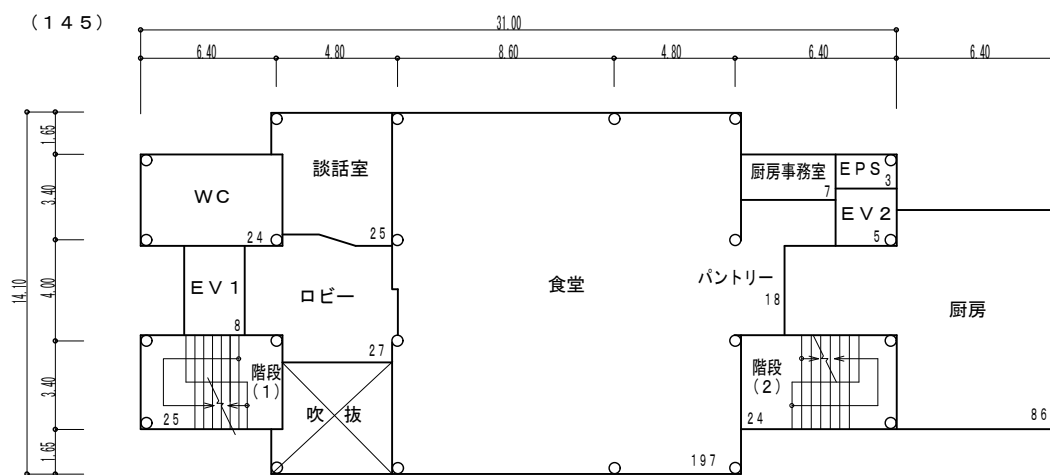 （１４５）
31.00
6.40 4.80 8.60 4.80 6.40 6.40
14.10
1.65
3.40
4.00
3.40
1.65
談話室
25
ＷＣ
24
厨房事務室
7
ＥＰＳ
3
ＥＶ２
5
ＥＶ１
8
ロビー
27
食堂
197
パントリー
18
厨房
86
階段
（１）
25
吹 抜
階段
（２）
24